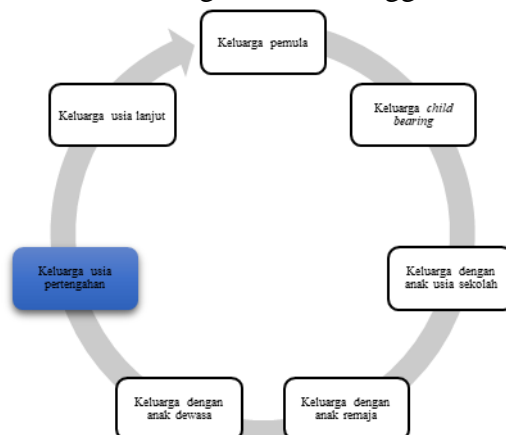 Keluarga pemula
Keluarga child
bearing
Keluarga dengan
anak usia sekolah
Keluarga dengan
anak remaja
Keluarga dengan
anak dewasa
Keluarga usia
pertengahan
Keluarga usia lanjut